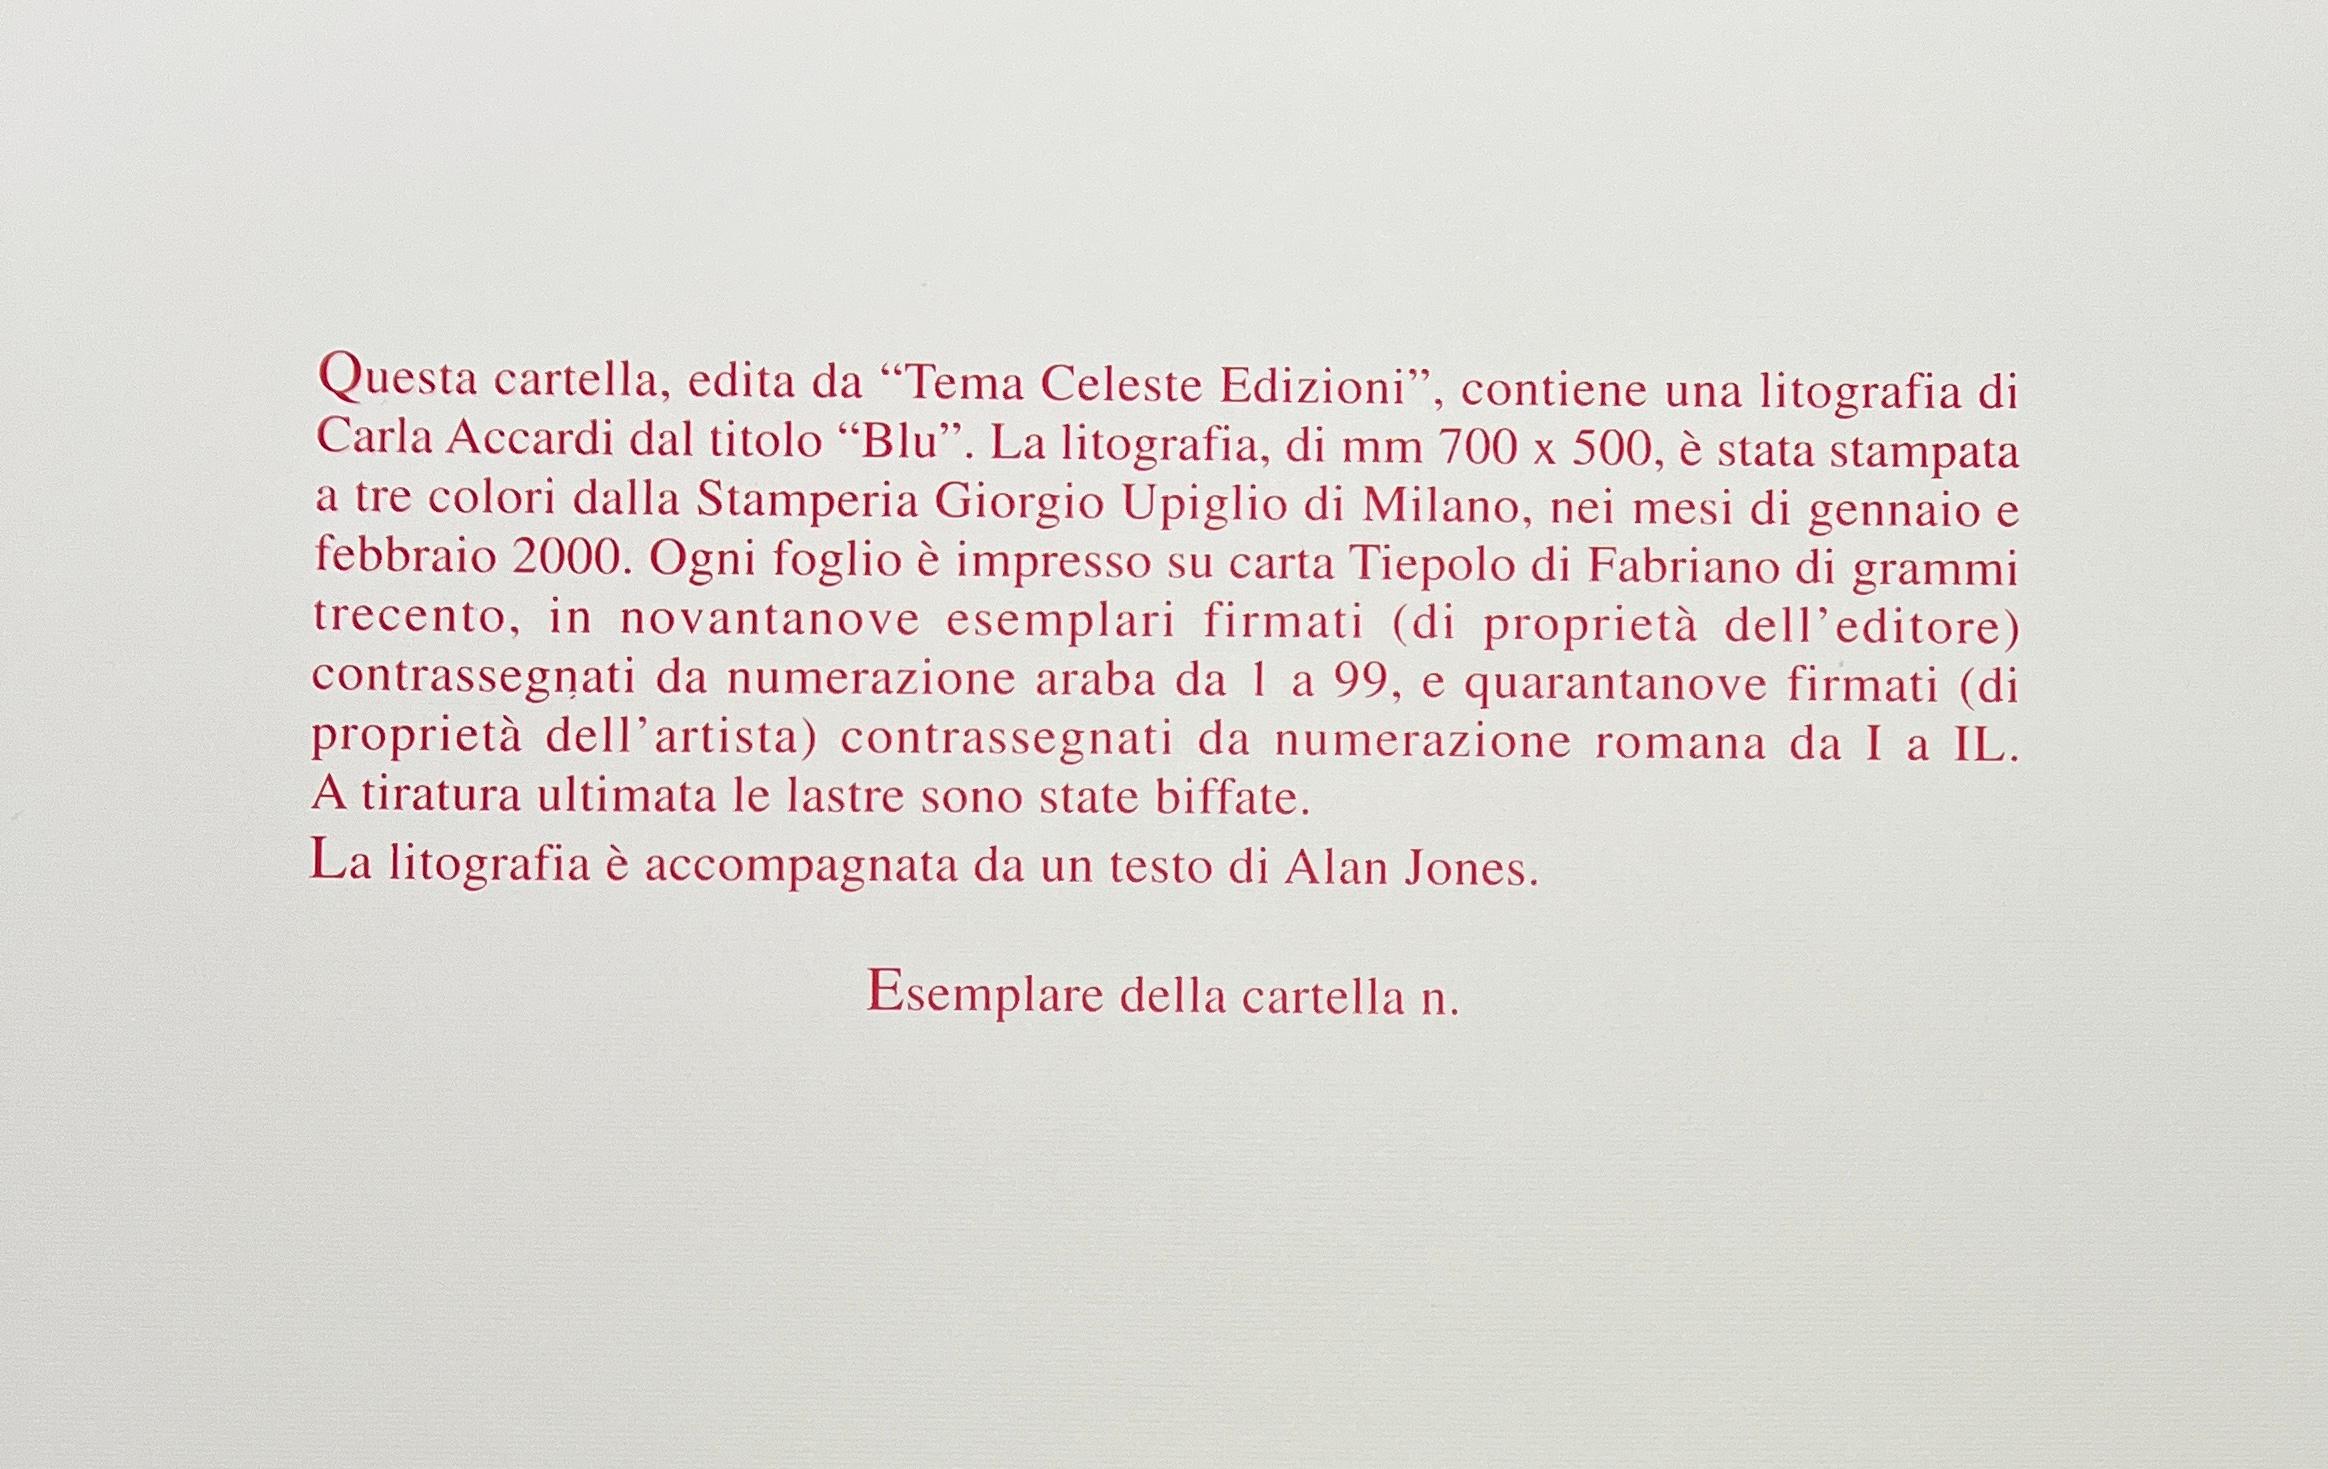 Questa cartella, edita da “Tema Celeste Edizioni”, contiene una litografia di
Carla Accardi dal titolo “Blu”. La litografia, di mm 700 x 500, è stata stampata
a tre colori dalla Stamperia Giorgio Upiglio di Milano, nei mesi di gennaio e
febbraio 2000. Ogni foglio è impresso su carta Tiepolo di Fabriano di grammi
trecento, in novantanove esemplari firmati (di proprietà dell’editore)
contrassegnati da numerazione araba da 1 a 99, e quarantanove firmati (di
proprietà dell’artista) contrassegnati da numerazione romana da I a IL.
A tiratura ultimata le lastre sono state biffate.
La litografia è accompagnata da un testo di Alan Jones.
Esemplare della cartella n.